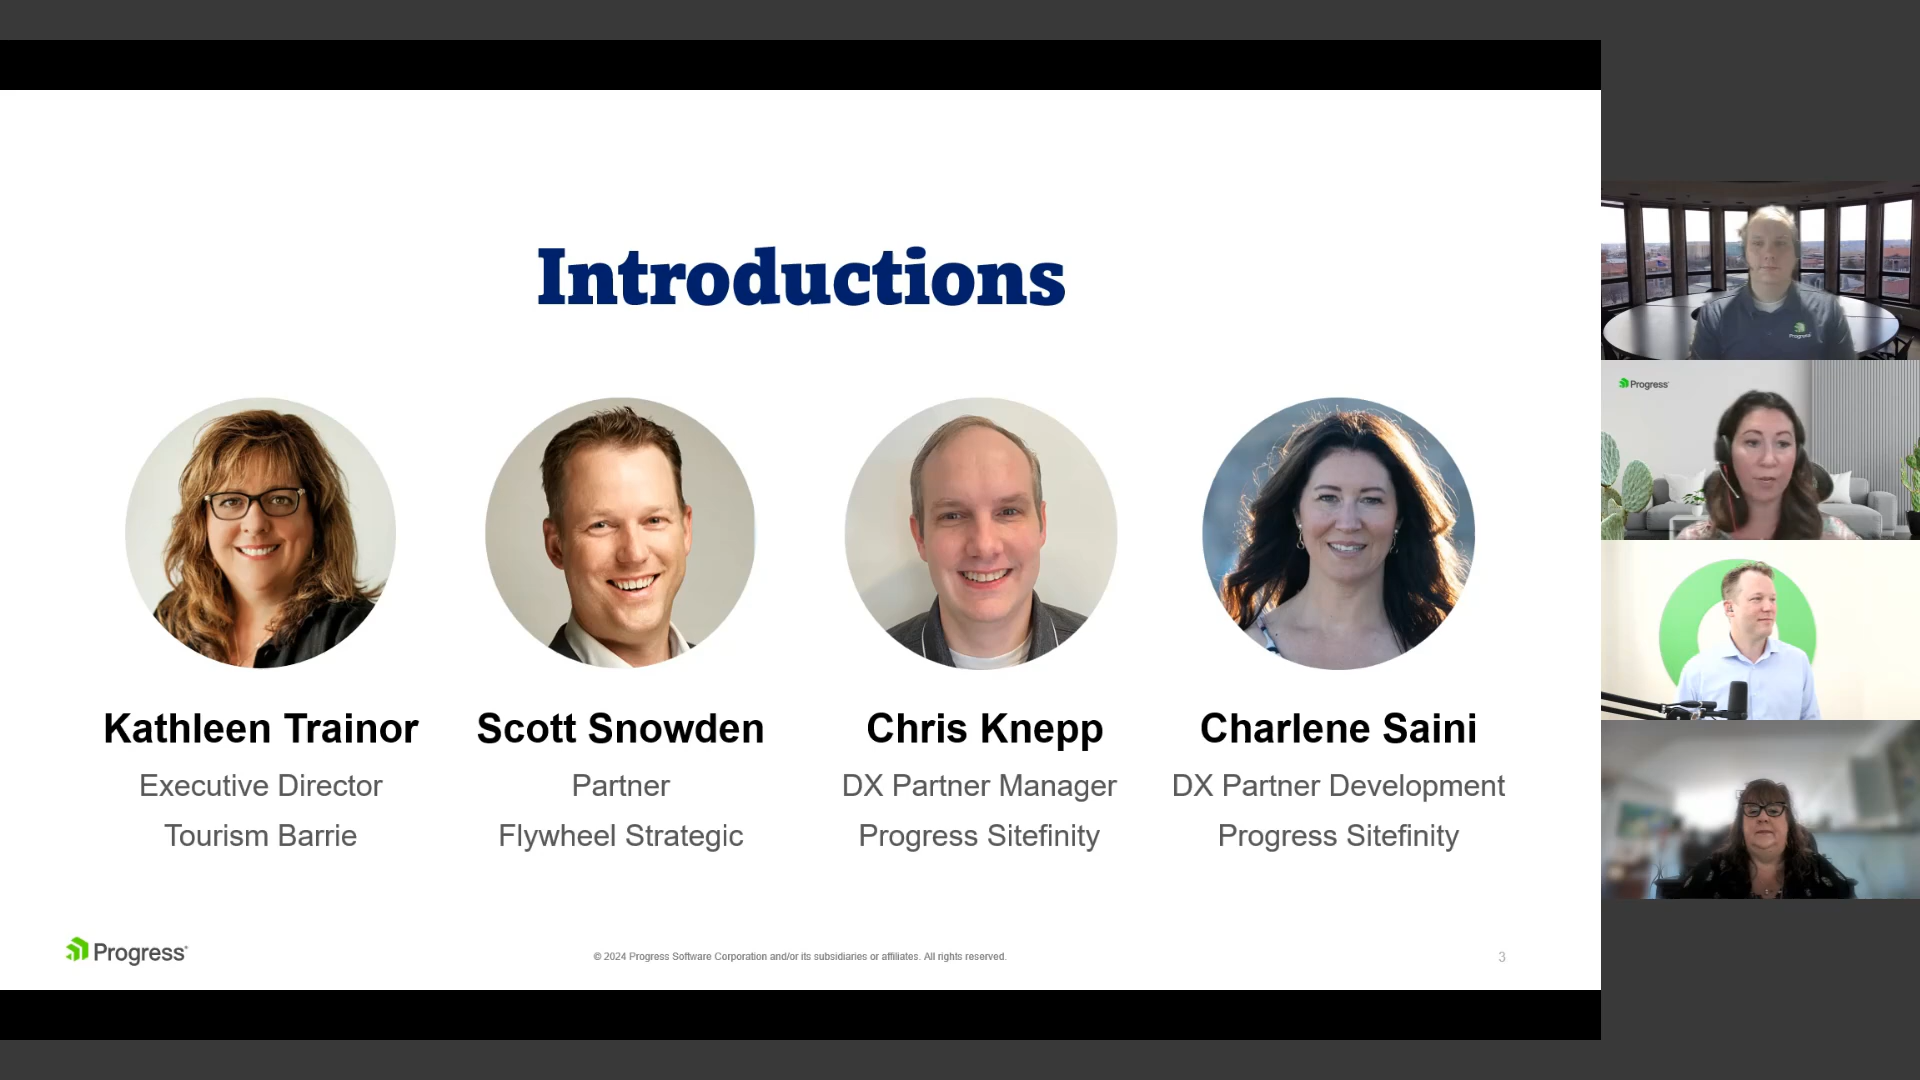 Introductions
Kathleen Trainor
Executive Director
Tourism Barrie
Scott Snowden
Partner
Flywheel Strategic
Chris Knepp
DX Partner Manager
Progress Sitefinity
Charlene Saini
DX Partner Development
Progress Sitefinity
Progress
© 2024 Progress Software Corporation and/or its subsidiaries or affiliates. All rights reserved.
3
Progress
Progress